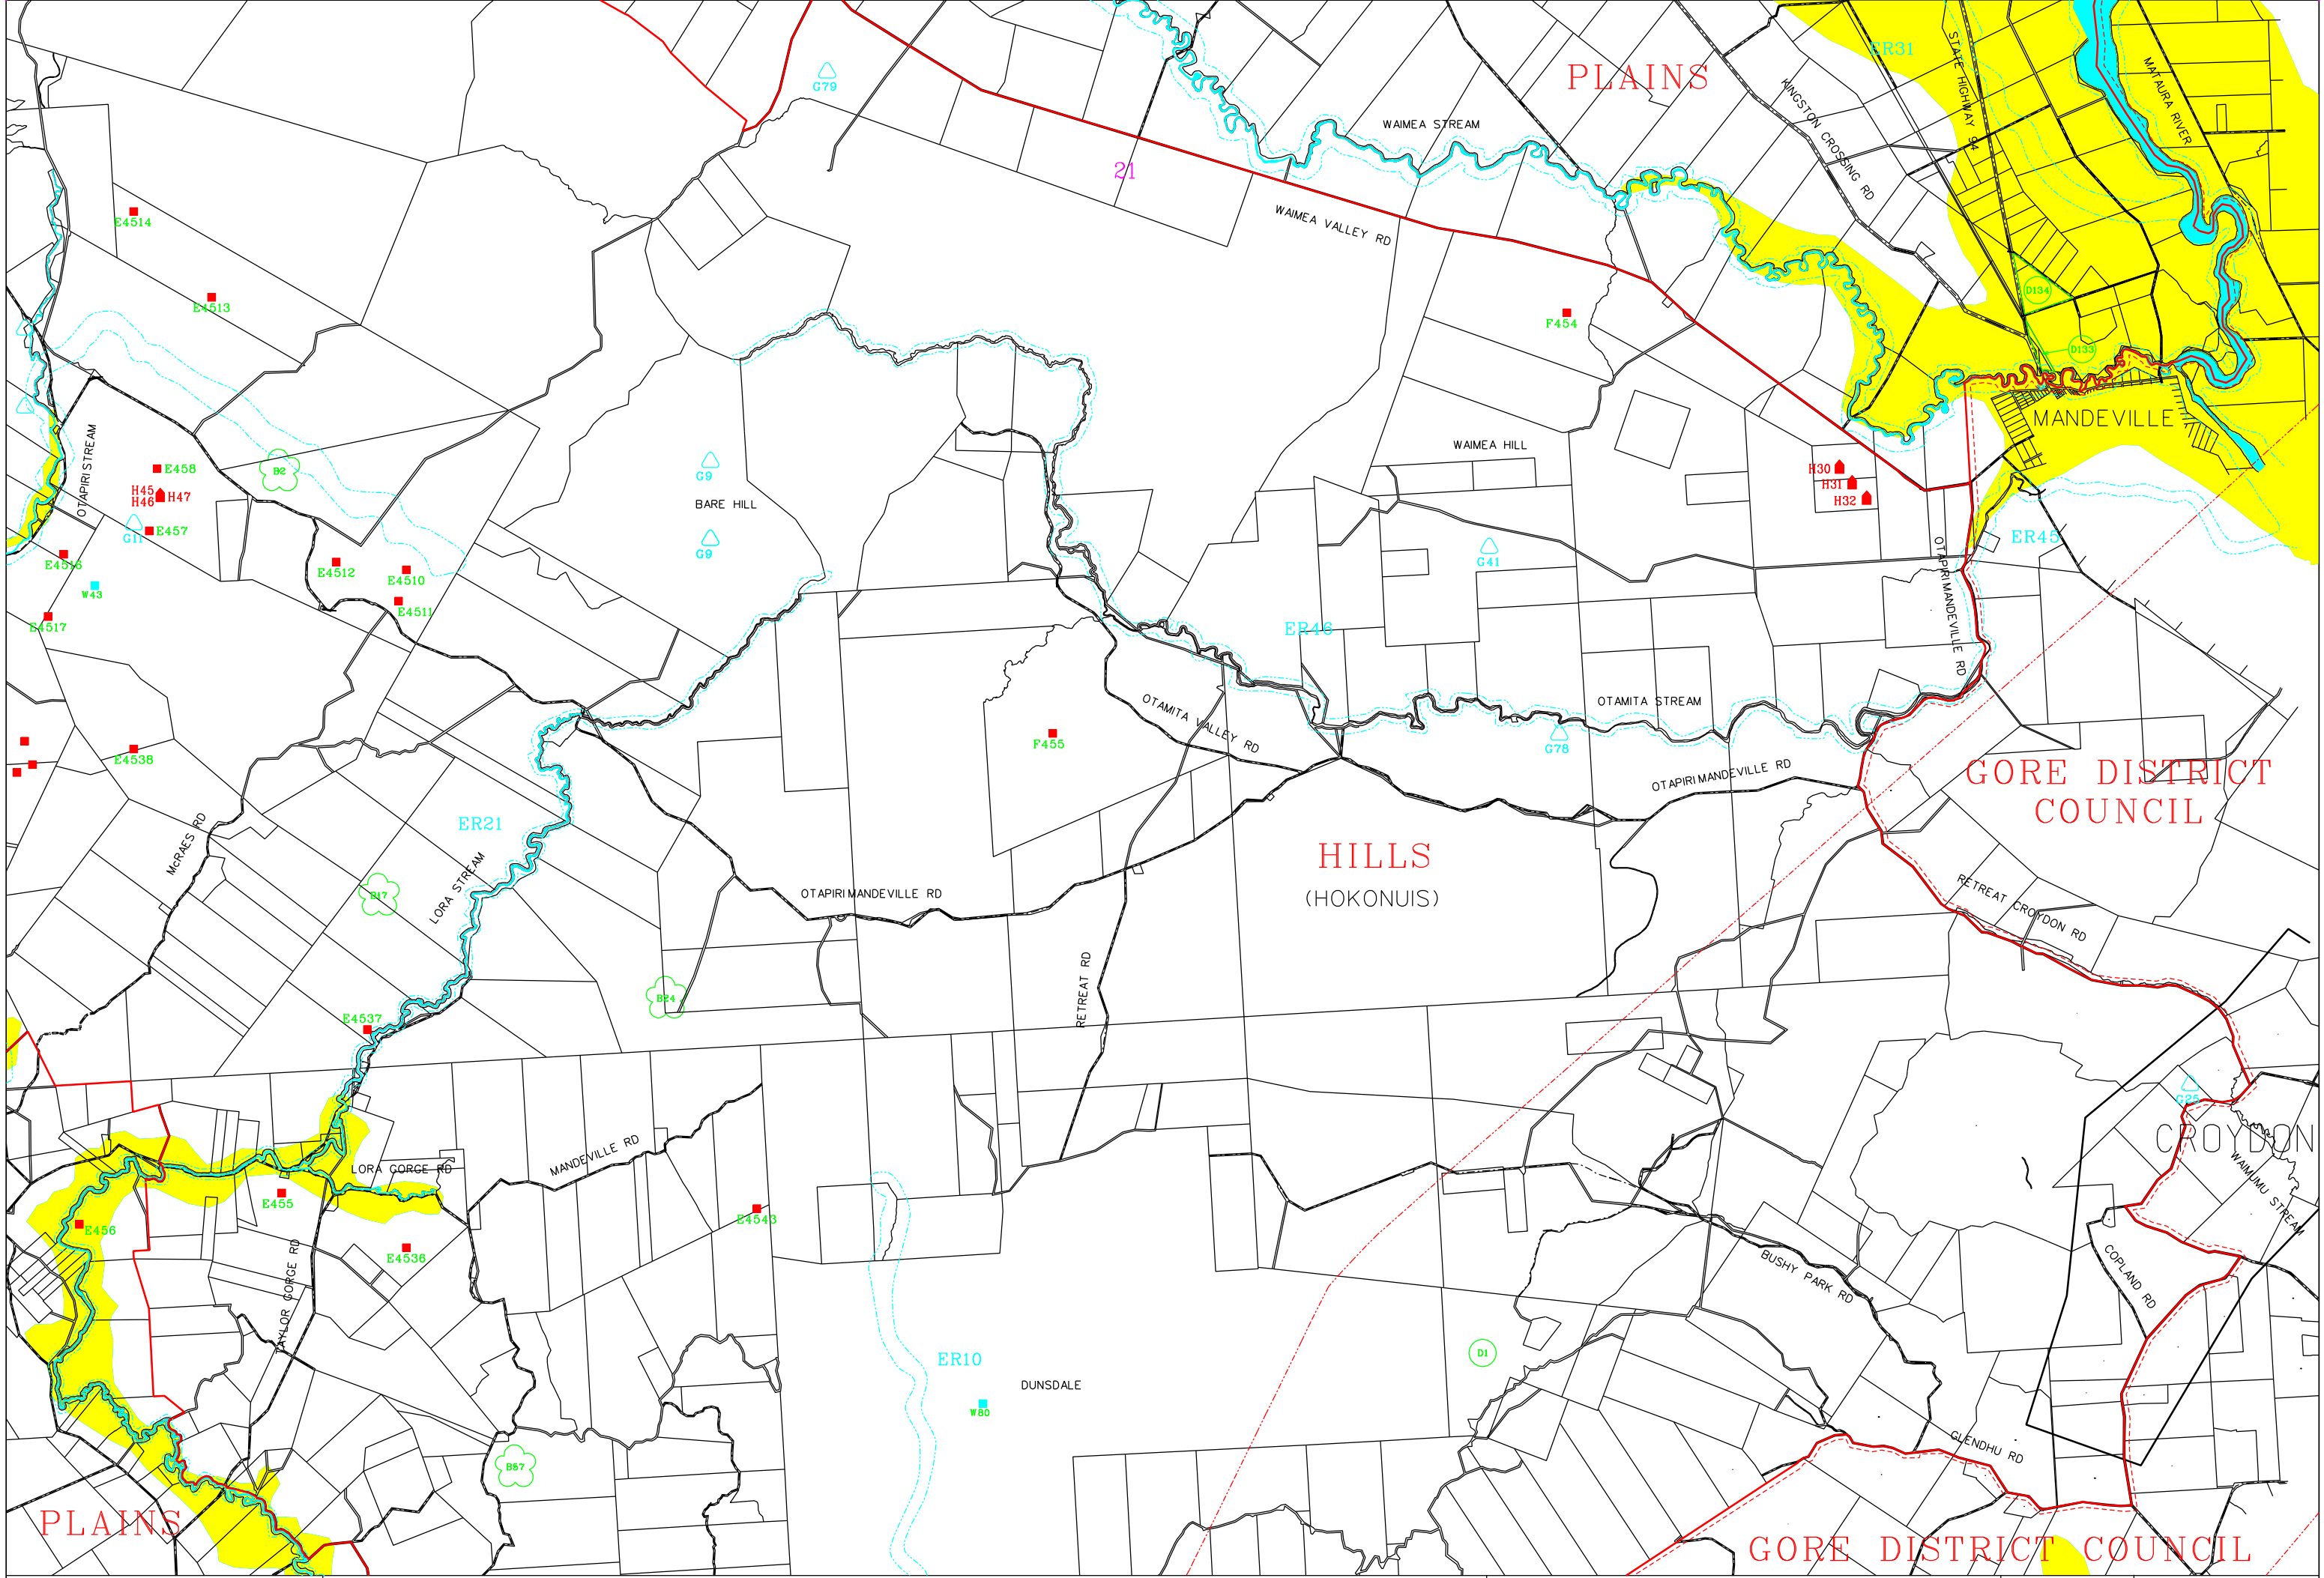 ER31
PLAINS
G79
STATE HIGHWAY 94
MATAURA RIVER
KINGSTON CROSSING RD
WAIMEA STREAM
21
WAIMEA VALLEY RD
E4514
E4513
D134
F454
D133
MANDEVILLE
OTAPIRI STREAM
WAIMEA HILL
B2
E458
G9
H30
H31
H32
H45
H46
H47
BARE HILL
G11
E457
ER45
G9
E4516
E4512
E4510
G41
W43
E4511
OTAPIRI MANDEVILLE RD
E4517
ER46
OTAMITA VALLEY RD
OTAMITA STREAM
F455
G78
E4538
OTAPIRI MANDEVILLE RD
GORE DISTRICT
COUNCIL
ER21
McRAES RD
HILLS
(HOKONUIS)
LORA STREAM
B17
OTAPIRI MANDEVILLE RD
RETREAT CROYDON RD
RETREAT RD
B24
E4537
G25
CROYDON
MANDEVILLE RD
LORA GORGE RD
WAIMUMU STREAM
E455
E456
E4543
E4536
TAYLOR GORGE RD
BUSHY PARK RD
COPLAND RD
ER10
D1
DUNSDALE
W80
GLENDHU RD
B57
PLAINS
GORE DISTRICT COUNCIL